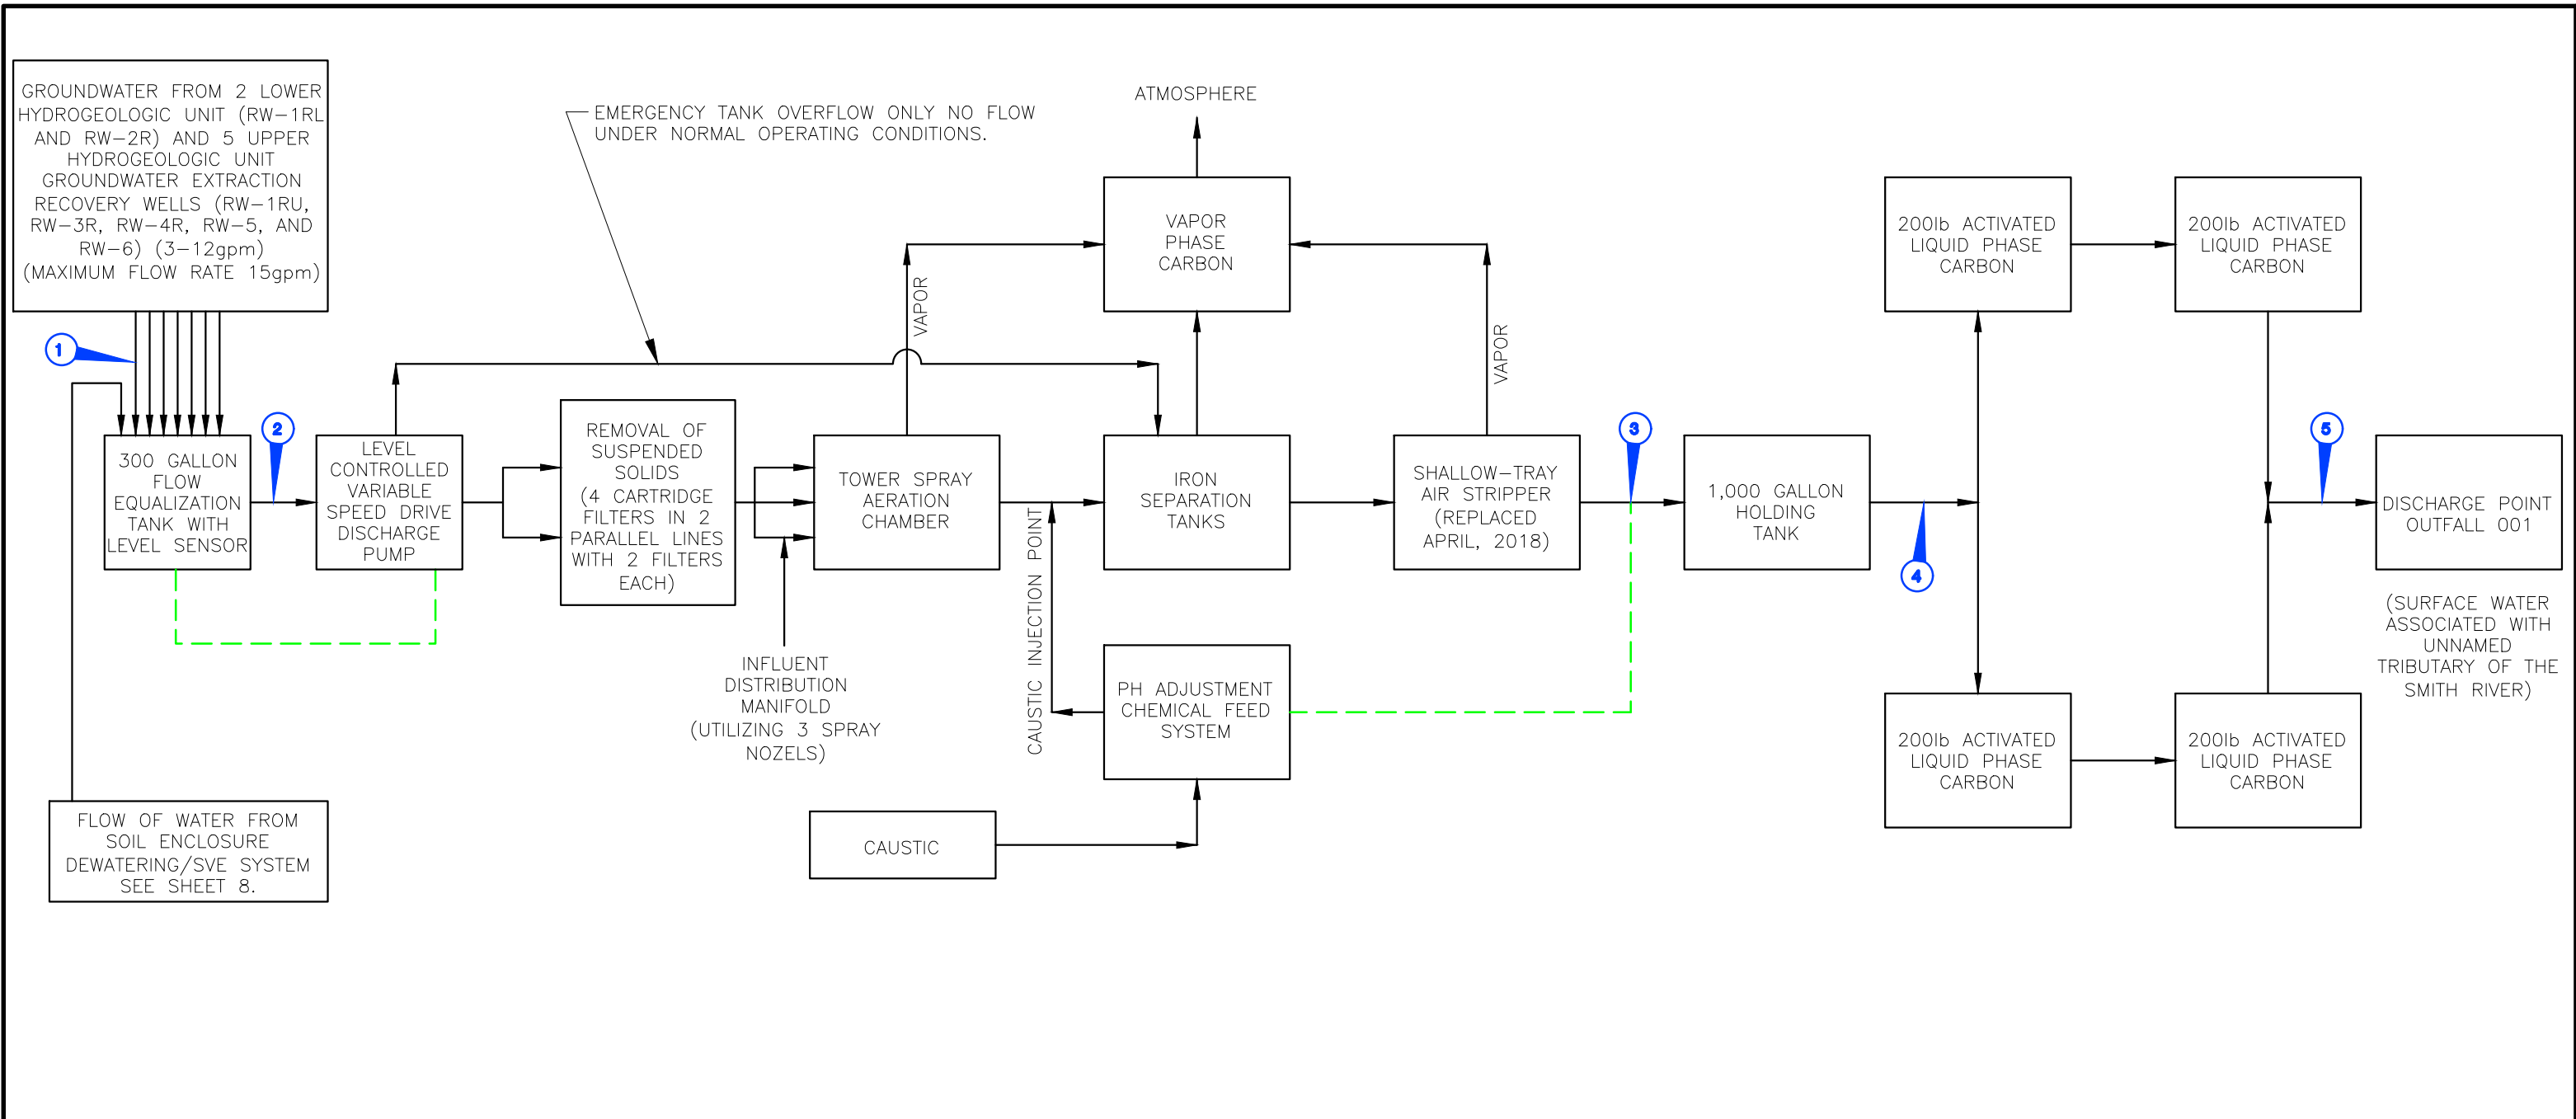 GROUNDWATER FROM 2 LOWER
HYDROGEOLOGIC UNIT (RW-1RL
AND RW-2R) AND 5 UPPER
HYDROGEOLOGIC UNIT
GROUNDWATER EXTRACTION
RECOVERY WELLS (RW-1RU,
RW-3R, RW-4R, RW-5, AND
RW-6) (3-12gpm)
(MAXIMUM FLOW RATE 15gpm)
1
FLOW OF WATER FROM
SOIL ENCLOSURE
DEWATERING/SVE SYSTEM
SEE SHEET 8.
300 GALLON
FLOW
EQUALIZATION
TANK WITH
LEVEL SENSOR
2
LEVEL
CONTROLLED
VARIABLE
SPEED DRIVE
DISCHARGE
PUMP
EMERGENCY TANK OVERFLOW ONLY NO FLOW
UNDER NORMAL OPERATING CONDITIONS.
REMOVAL OF
SUSPENDED
SOLIDS
(4 CARTRIDGE
FILTERS IN 2
PARALLEL LINES
WITH 2 FILTERS
EACH)
INFLUENT
DISTRIBUTION
MANIFOLD
(UTILIZING 3 SPRAY
NOZELS)
TOWER SPRAY
AERATION
CHAMBER
VAPOR
ATMOSPHERE
VAPOR
PHASE
CARBON
CAUSTIC INJECTION POINT
IRON
SEPARATION
TANKS
PH ADJUSTMENT
CHEMICAL FEED
SYSTEM
CAUSTIC
VAPOR
SHALLOW-TRAY
AIR STRIPPER
(REPLACED
APRIL, 2018)
3
1,000 GALLON
HOLDING
TANK
4
200lb ACTIVATED
LIQUID PHASE
CARBON
200lb ACTIVATED
LIQUID PHASE
CARBON
200lb ACTIVATED
LIQUID PHASE
CARBON
200lb ACTIVATED
LIQUID PHASE
CARBON
5
DISCHARGE POINT
OUTFALL 001
(SURFACE WATER
ASSOCIATED WITH
UNNAMED
TRIBUTARY OF THE
SMITH RIVER)